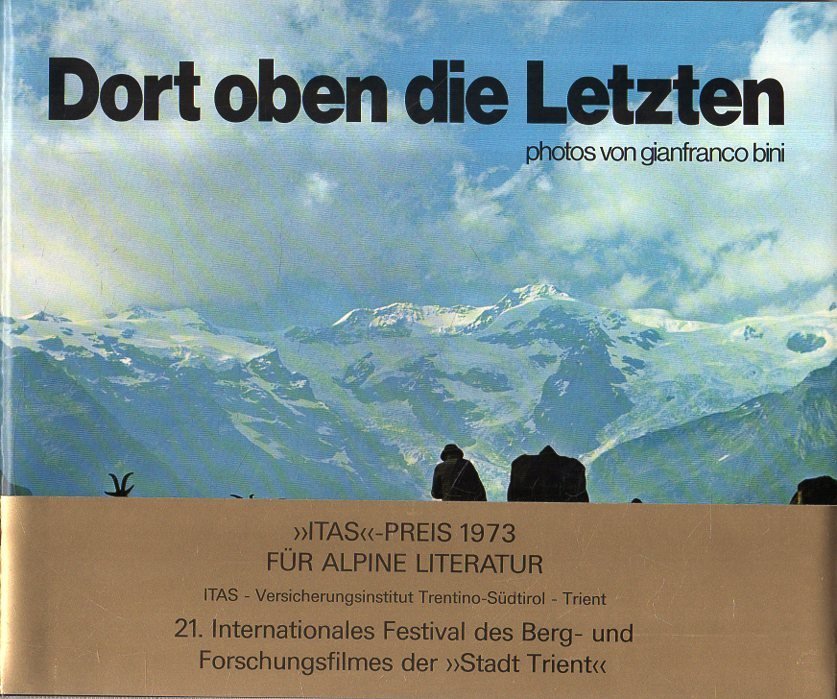 Dort oben die Letzten
photos von gianfranco bini
»ITAS«-PREIS 1973
FÜR ALPINE LITERATUR
ITAS - Versicherungsinstitut Trentino-Südtirol - Trient
21. Internationales Festival des Berg- und
Forschungsfilmes der »Stadt Trient«